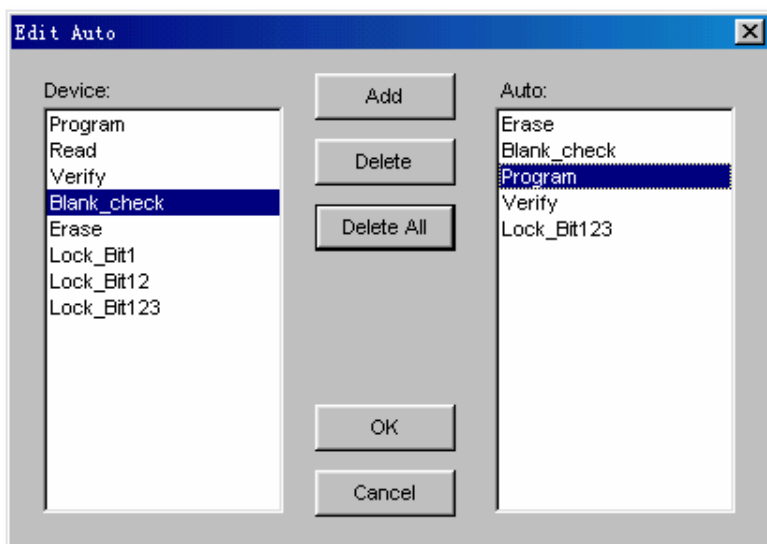 Edit Auto
Device:
Program
Read
Verify
Blank_check
Erase
Lock_Bit1
Lock_Bit12
Lock_Bit123
Add
Delete
Delete All
OK
Cancel
Auto:
Erase
Blank_check
Program
Verify
Lock_Bit123